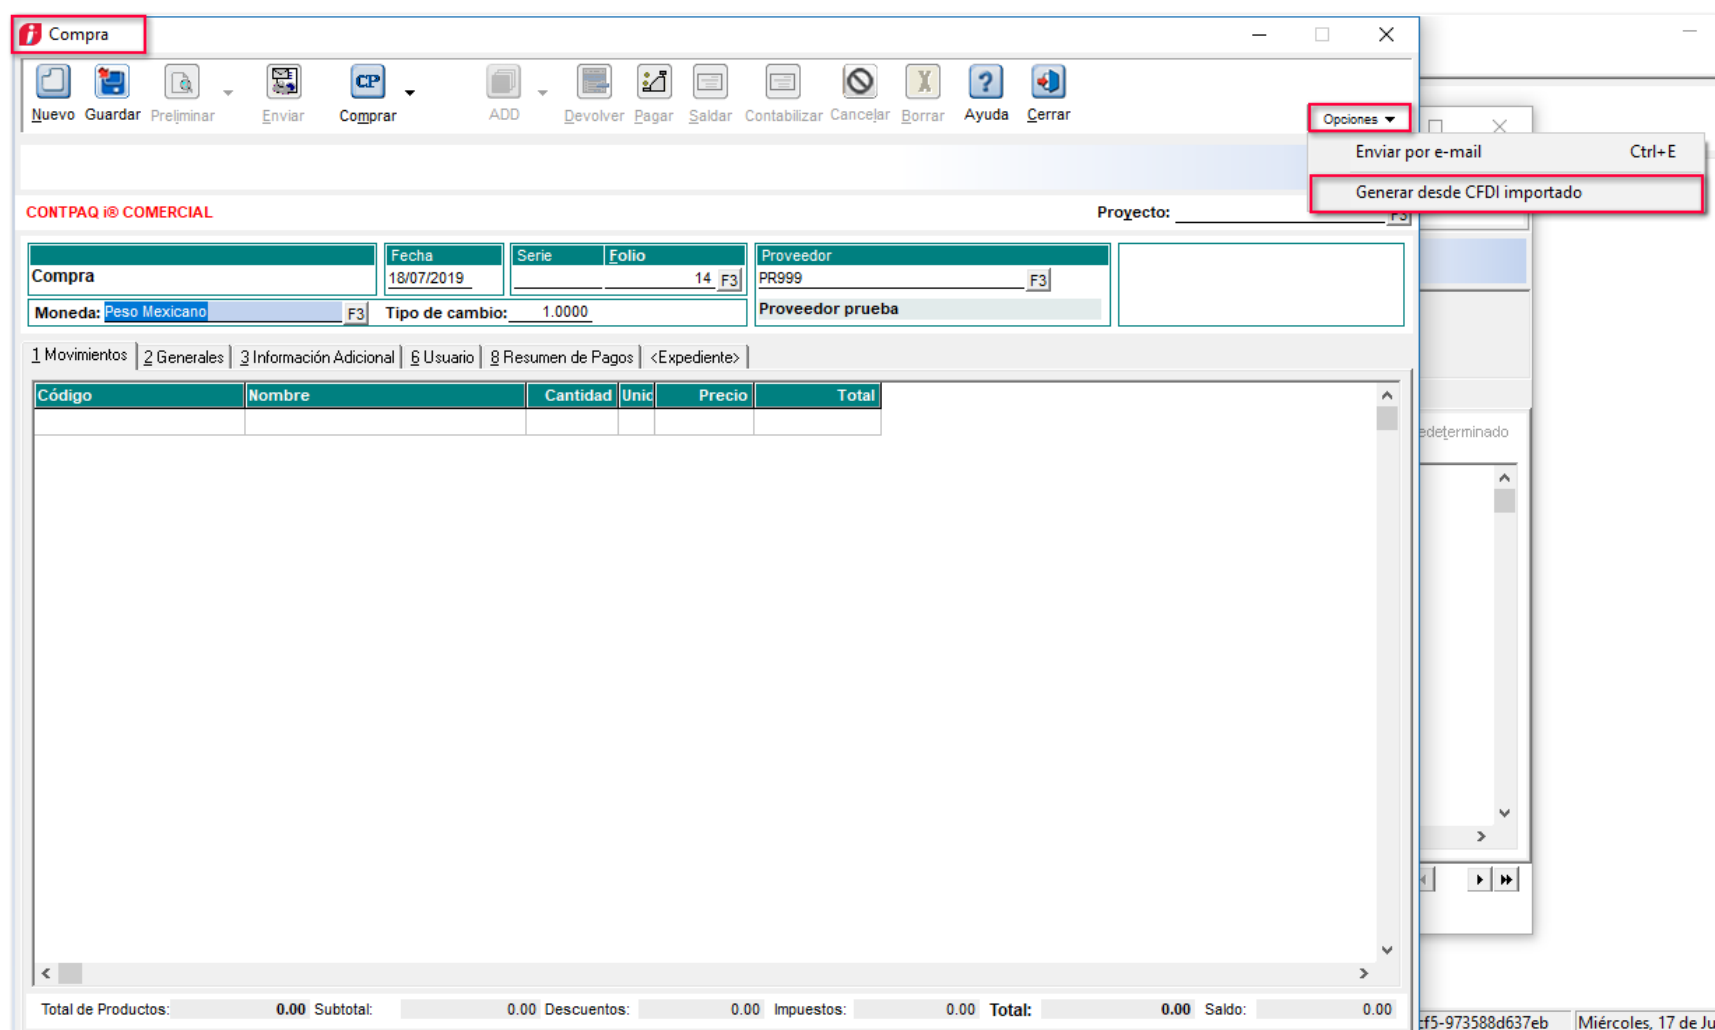 Compra
Nuevo Guardar Preliminar Enviar Comprar ADD Devolver Pagar Saldar Contabilizar Cancelar Borrar Ayuda Cerrar
CP
Opciones
Enviar por e-mail Ctrl+E
Generar desde CFDI importado
CONTPAQ i® COMERCIAL
Proyecto: F3
Fecha Serie Folio Proveedor
Compra 18/07/2019 14 F3 PR999 F3
Moneda: Peso Mexicano F3 Tipo de cambio: 1.0000 Proveedor prueba
1 Movimientos 2 Generales 3 Información Adicional 6 Usuario 8 Resumen de Pagos <Expediente>
Código Nombre Cantidad Unid Precio Total
edeterminado
Total de Productos: 0.00 Subtotal: 0.00 Descuentos: 0.00 Impuestos: 0.00 Total: 0.00 Saldo: 0.00
cf5-973588d637eb Miércoles, 17 de Ju